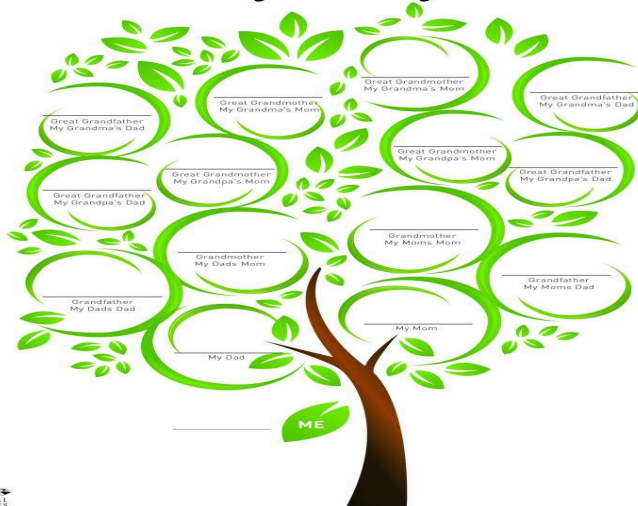 Great Grandmother
My Grandma's Mom
Great Grandmother
My Grandma's Mom
Great Grandfather
My Grandma's Dad
Great Grandfather
My Grandma's Dad
Great Grandmother
My Grandpa's Mom
Great Grandmother
My Grandpa's Mom
Great Grandfather
My Grandpa's Dad
Great Grandfather
My Grandpa's Dad
Grandmother
My Moms Mom
Grandmother
My Dads Mom
Grandfather
My Moms Dad
Grandfather
My Dads Dad
My Mom
My Dad
ME